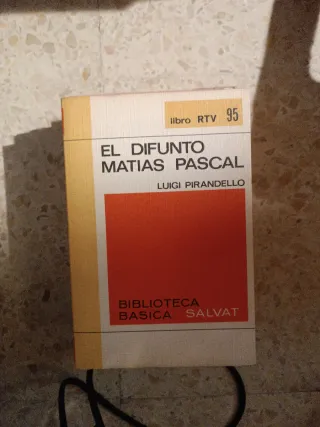 libro RTV 95
EL DIFUNTO
MATIAS PASCAL
LUIGI PIRANDELLO
BIBLIOTECA
BASICA SALVAT